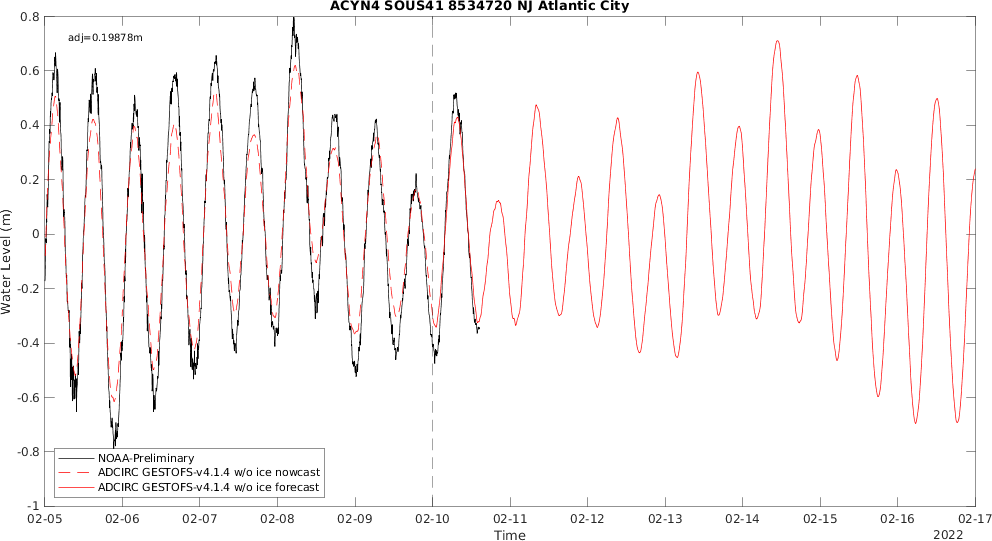 ACYN4 SOUS41 8534720 NJ Atlantic City
adj=0.19878m
0.8
0.6
0.4
0.2
0
-0.2
-0.4
-0.6
-0.8
-1
Water Level (m)
NOAA-Preliminary
ADCIRC GESTOFS-v4.1.4 w/o ice nowcast
ADCIRC GESTOFS-v4.1.4 w/o ice forecast
02-05 02-06 02-07 02-08 02-09 02-10 02-11 02-12 02-13 02-14 02-15 02-16 02-17
Time
2022